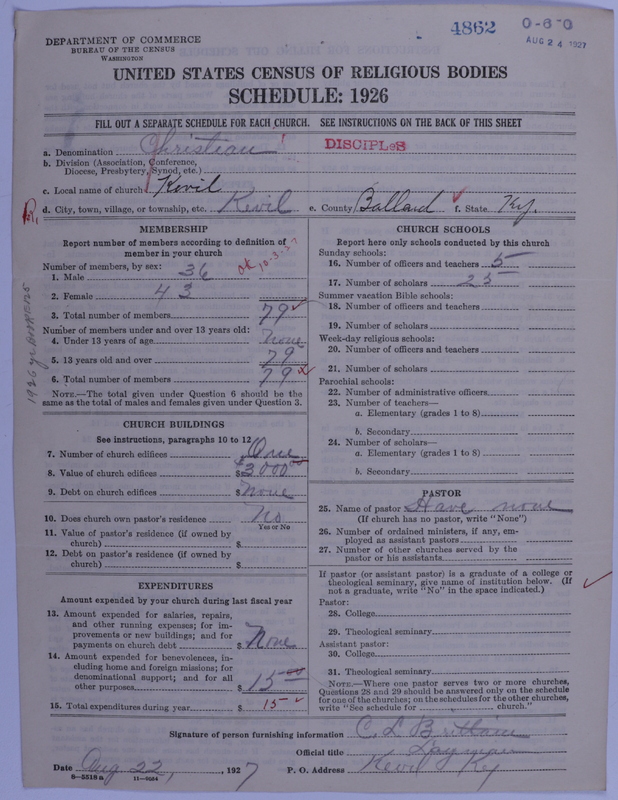 4862
0-6-0
AUG 24 1927
DEPARTMENT OF COMMERCE
BUREAU OF THE CENSUS
WASHINGTON
UNITED STATES CENSUS OF RELIGIOUS BODIES
SCHEDULE: 1926
FILL OUT A SEPARATE SCHEDULE FOR EACH CHURCH. SEE INSTRUCTIONS ON THE BACK OF THIS SHEET
a. Denomination Christian DISCIPLES
b. Division (Association, Conference,
Diocese, Presbytery, Synod, etc.)
c. Local name of church Kevil
d. City, town, village, or township, etc. Kevil e. County Balland f. State Ky.
MEMBERSHIP
Report number of members according to definition of
member in your church
Number of members, by sex:
1. Male 36 ok 10-3-27
2. Female 43
3. Total number of members 79
Number of members under and over 13 years old:
4. Under 13 years of age None
5. 13 years old and over 79
6. Total number of members 79
NOTE.—The total given under Question 6 should be the
same as the total of males and females given under Question 3.
CHURCH BUILDINGS
See instructions, paragraphs 10 to 12
7. Number of church edifices One
8. Value of church edifices $3000 00
9. Debt on church edifices $ None
10. Does church own pastor's residence No
Yes or No
11. Value of pastor's residence (if owned by
church) $
12. Debt on pastor's residence (if owned by
church) $
EXPENDITURES
Amount expended by your church during last fiscal year
13. Amount expended for salaries, repairs,
and other running expenses; for im-
provements or new buildings; and for
payments on church debt $ None
14. Amount expended for benevolences, in-
cluding home and foreign missions; for
denominational support; and for all
other purposes $ 15 00
15. Total expenditures during year $ 15
CHURCH SCHOOLS
Report here only schools conducted by this church
Sunday schools:
16. Number of officers and teachers 5
17. Number of scholars 25
Summer vacation Bible schools:
18. Number of officers and teachers
19. Number of scholars
Week-day religious schools:
20. Number of officers and teachers
21. Number of scholars
Parochial schools:
22. Number of administrative officers
23. Number of teachers—
a. Elementary (grades 1 to 8)
b. Secondary
24. Number of scholars—
a. Elementary (grades 1 to 8)
b. Secondary
PASTOR
25. Name of pastor Have none
(If church has no pastor, write "None")
26. Number of ordained ministers, if any, em-
ployed as assistant pastors
27. Number of other churches served by the
pastor or his assistants
If pastor (or assistant pastor) is a graduate of a college or
theological seminary, give name of institution below. (If
not a graduate, write "No" in the space indicated.)
Pastor:
28. College
29. Theological seminary
Assistant pastor:
30. College
31. Theological seminary
NOTE.—Where one pastor serves two or more churches,
Questions 28 and 29 should be answered only on the schedule
for one of the churches; on the schedules for the other churches,
write "See schedule for church."
Signature of person furnishing information C. L. Brittain
Official title Layman
Date Aug 22, 1927 P. O. Address Kevil Ky
8-5518a 11-6684